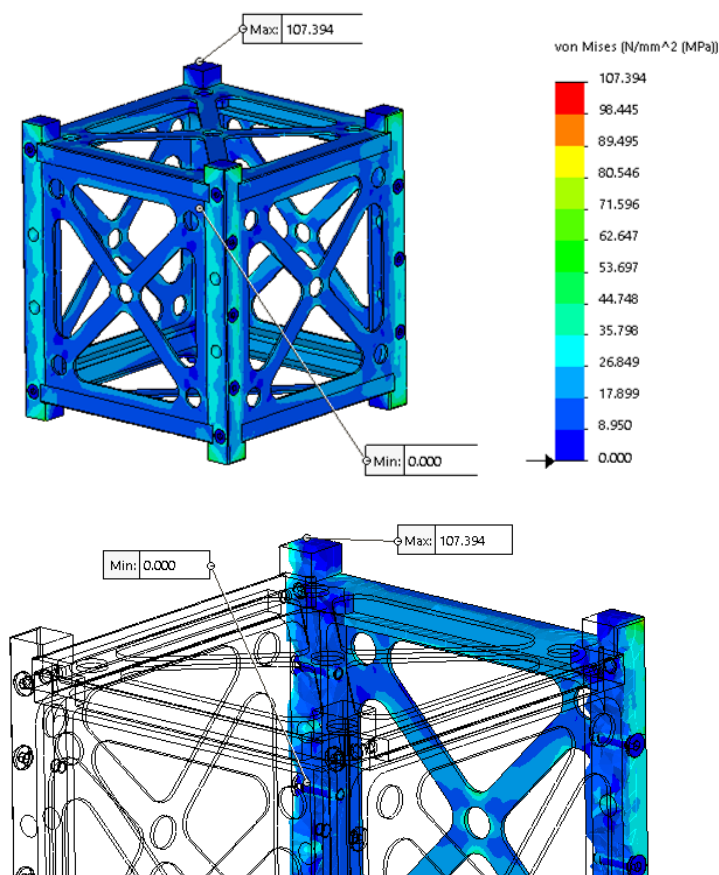 Max: 107.394
von Mises (N/mm^2 (MPa))
107.394
98.445
89.495
80.546
71.596
62.647
53.697
44.748
35.798
26.849
17.899
8.950
0.000
Min: 0.000
Max: 107.394
Min: 0.000